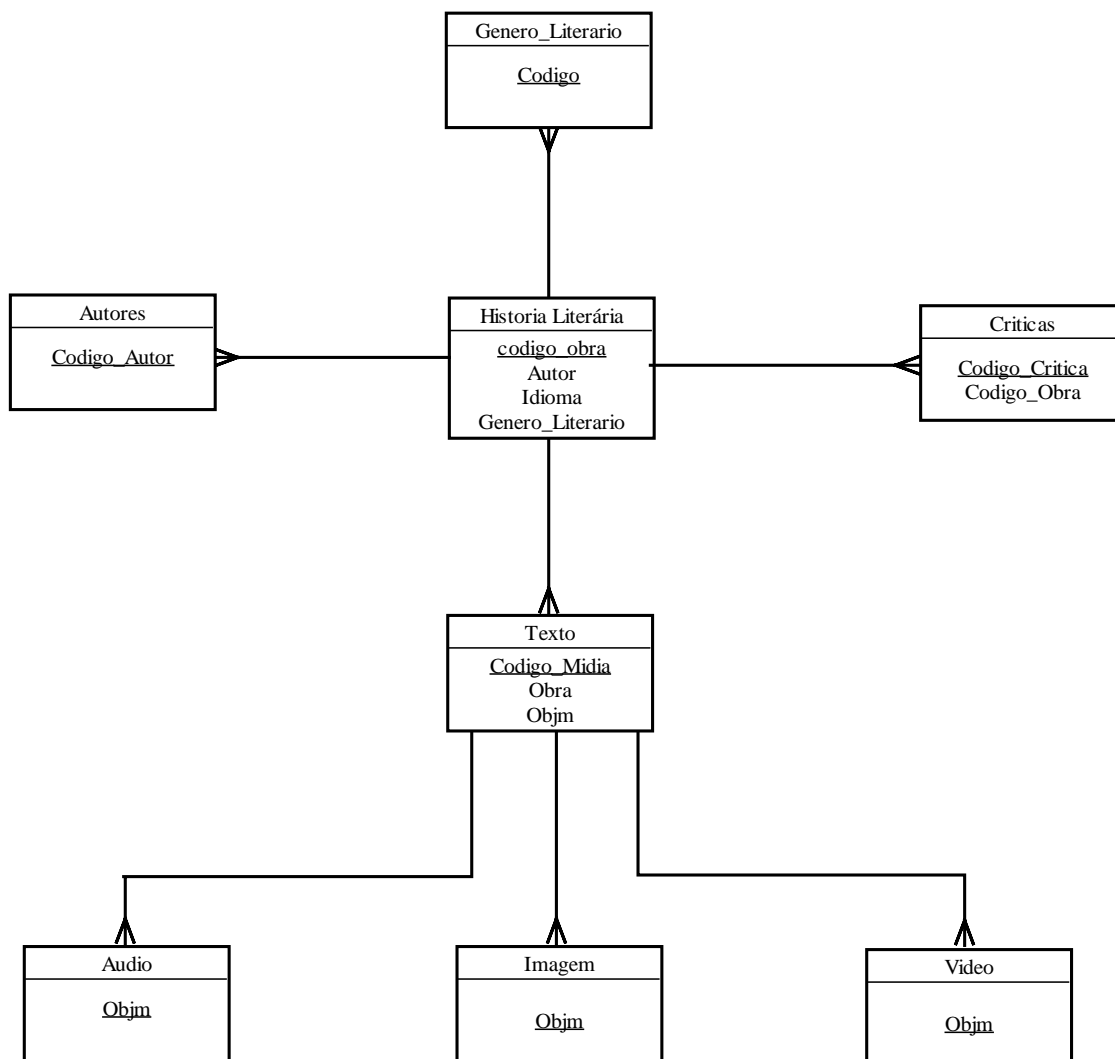 Genero_Literario
Codigo
Autores
Codigo_Autor
Historia Literária
codigo_obra
Autor
Idioma
Genero_Literario
Criticas
Codigo_Critica
Codigo_Obra
Texto
Codigo_Midia
Obra
Objm
Audio
Objm
Imagem
Objm
Video
Objm